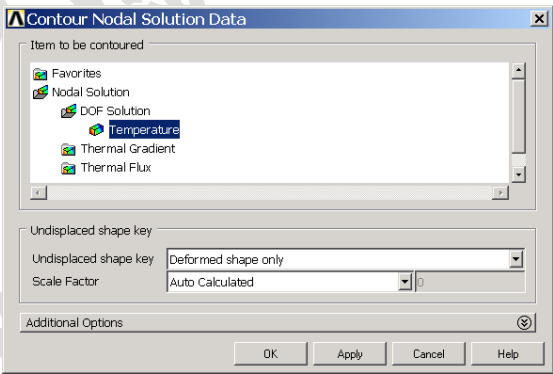 Contour Nodal Solution Data
Item to be contoured
Favorites
Nodal Solution
DOF Solution
Temperature
Thermal Gradient
Thermal Flux
Undisplaced shape key
Undisplaced shape key Deformed shape only
Scale Factor Auto Calculated 0
Additional Options
OK Apply Cancel Help